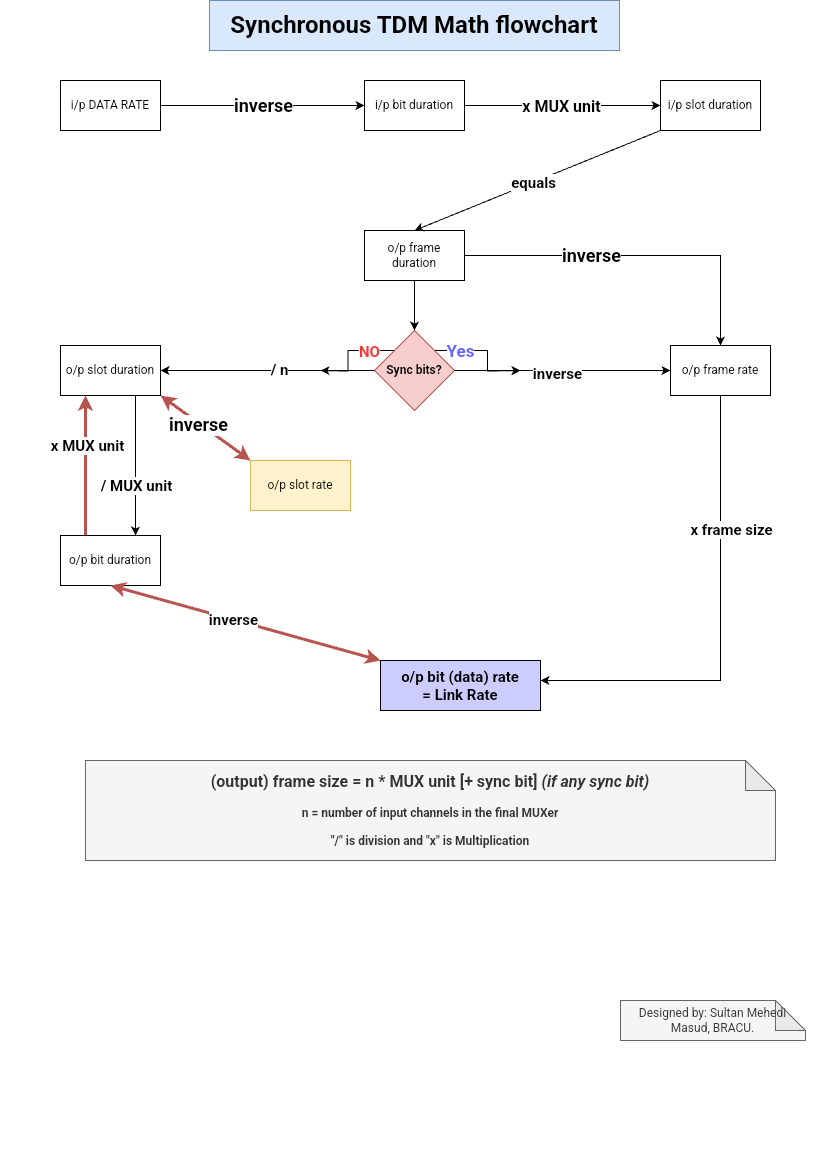 Synchronous TDM Math flowchart
i/p DATA RATE
inverse
i/p bit duration
x MUX unit
i/p slot duration
equals
o/p frame
duration
inverse
NO
Yes
o/p slot duration
/ n
Sync bits?
inverse
o/p frame rate
inverse
x MUX unit
/ MUX unit
o/p slot rate
x frame size
o/p bit duration
inverse
o/p bit (data) rate
= Link Rate
(output) frame size = n * MUX unit [+ sync bit] (if any sync bit)
n = number of input channels in the final MUXer
"/" is division and "x" is Multiplication
Designed by: Sultan Mehedi
Masud, BRACU.